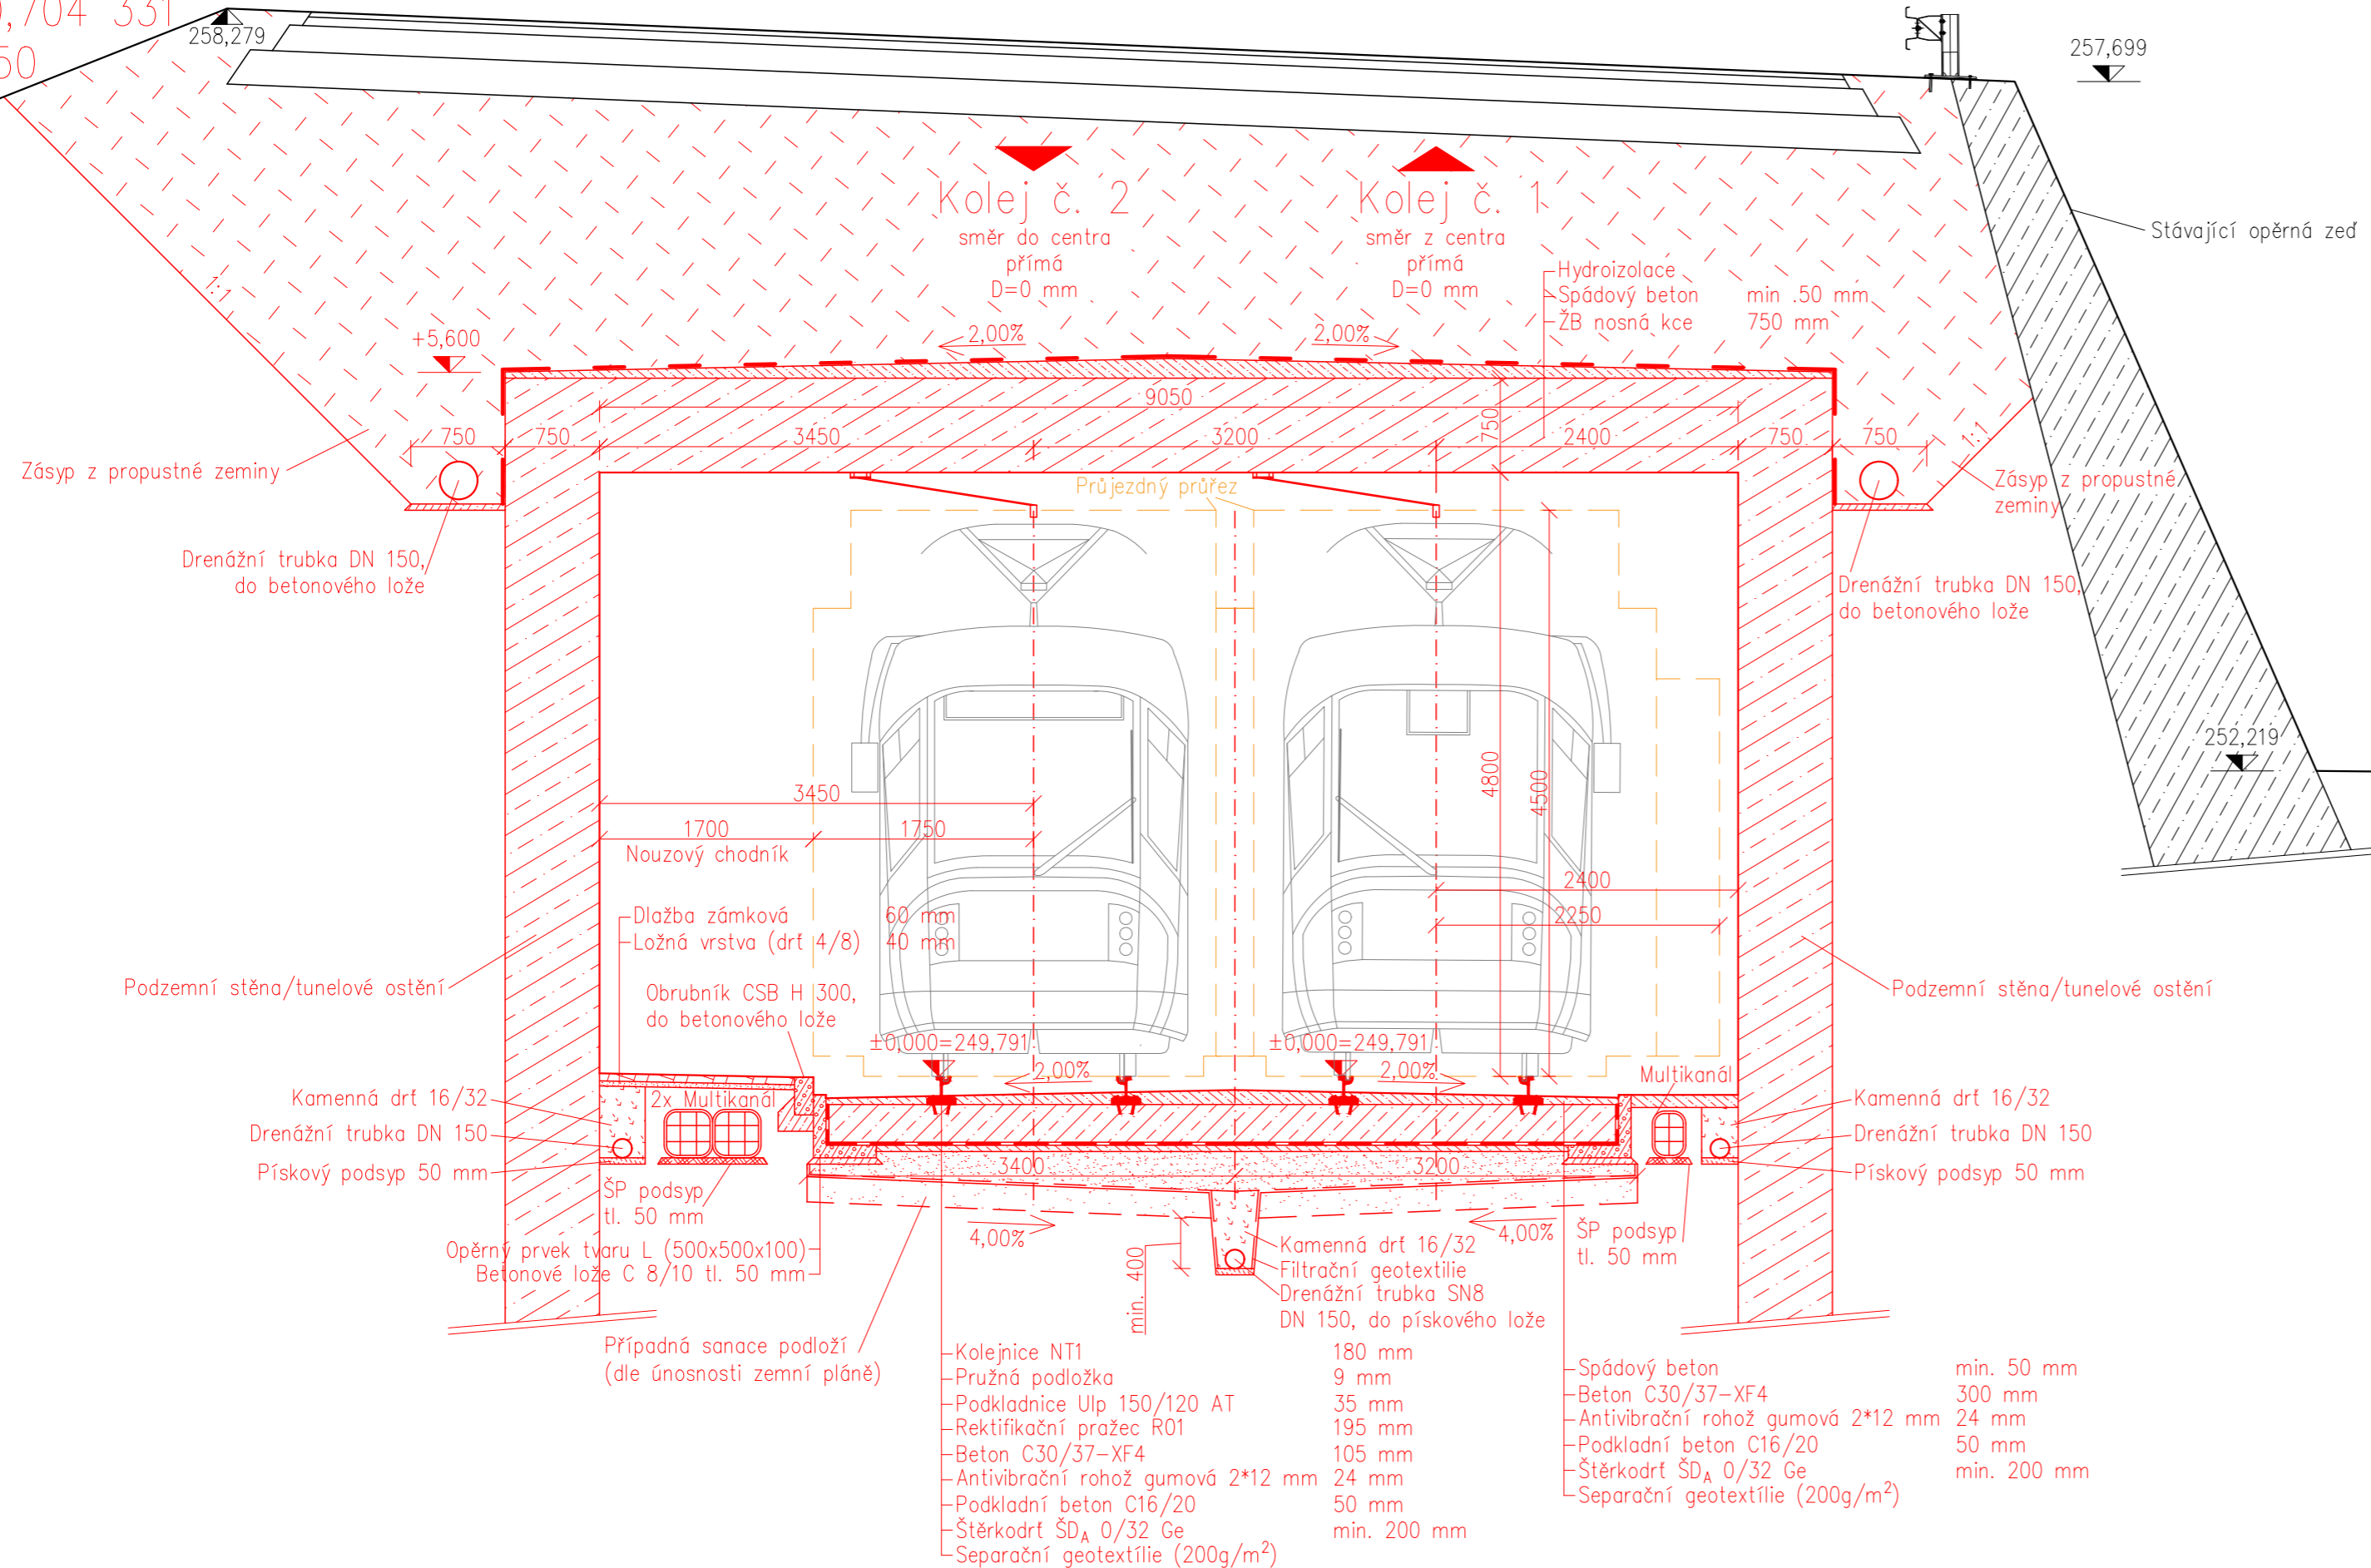 0,704 331
50
258,279
257,699
Kolej č. 2
směr do centra
přímá
D=0 mm
Kolej č. 1
směr z centra
přímá
D=0 mm
Stávající opěrná zeď
Hydroizolace
Spádový beton min .50 mm
ŽB nosná kce 750 mm
1:1
+5,600
2,00%
2,00%
9050
750
750
750
3450
3200
2400
750
750
1:1
Zásyp z propustné zeminy
Průjezdný průřez
Zásyp z propustné
zeminy
Drenážní trubka DN 150,
do betonového lože
Drenážní trubka DN 150,
do betonového lože
252,219
4800
4500
3450
1700
1750
Nouzový chodník
2400
2250
Dlažba zámková 60 mm
Ložná vrstva (drť 4/8) 40 mm
Podzemní stěna/tunelové ostění
Podzemní stěna/tunelové ostění
Obrubník CSB H 300,
do betonového lože
±0,000=249,791
±0,000=249,791
2,00%
2,00%
Multikanál
2x Multikanál
Kamenná drť 16/32
Drenážní trubka DN 150
Pískový podsyp 50 mm
Kamenná drť 16/32
Drenážní trubka DN 150
Pískový podsyp 50 mm
3400
3200
ŠP podsyp
tl. 50 mm
ŠP podsyp
tl. 50 mm
4,00%
4,00%
Opěrný prvek tvaru L (500x500x100)
Betonové lože C 8/10 tl. 50 mm
min. 400
Kamenná drť 16/32
Filtrační geotextilie
Drenážní trubka SN8
DN 150, do pískového lože
Případná sanace podloží
(dle únosnosti zemní pláně)
Kolejnice NT1 180 mm
Pružná podložka 9 mm
Podkladnice Ulp 150/120 AT 35 mm
Rektifikační pražec R01 195 mm
Beton C30/37-XF4 105 mm
Antivibrační rohož gumová 2*12 mm 24 mm
Podkladní beton C16/20 50 mm
Štěrkodrť ŠDA 0/32 Ge min. 200 mm
Separační geotextílie (200g/m²)
Spádový beton min. 50 mm
Beton C30/37-XF4 300 mm
Antivibrační rohož gumová 2*12 mm 24 mm
Podkladní beton C16/20 50 mm
Štěrkodrť ŠDA 0/32 Ge min. 200 mm
Separační geotextílie (200g/m²)